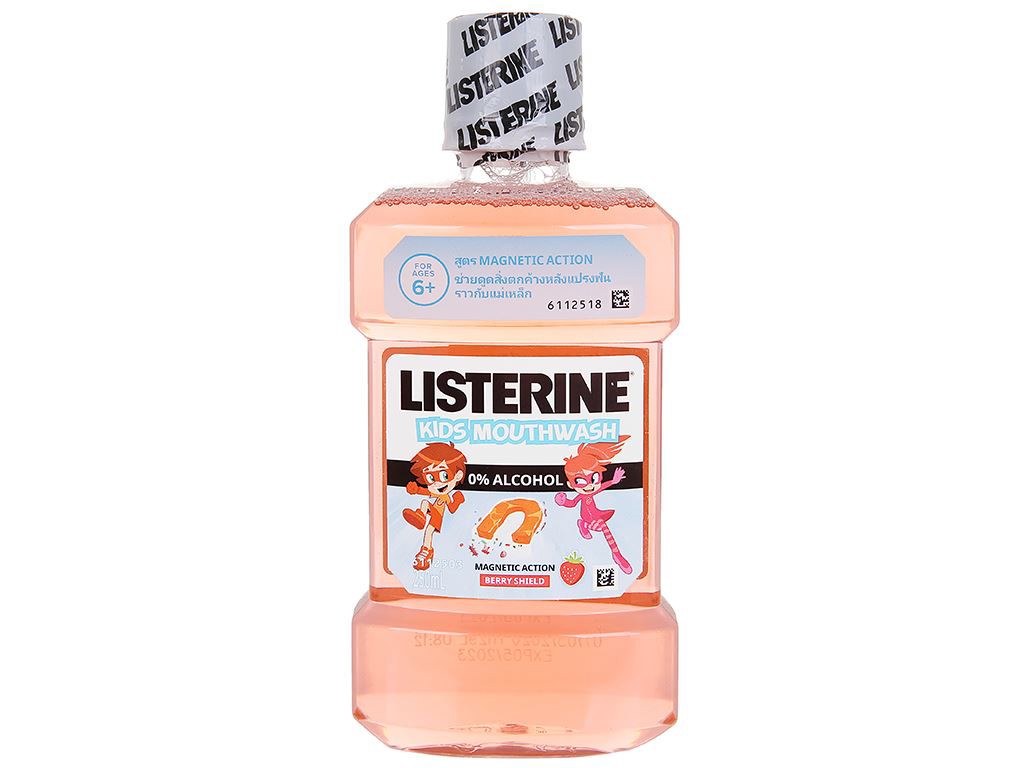 LISTERINE
LISTERINE
LISTERINE
FOR
AGES
6+
สูตร MAGNETIC ACTION
ช่วยดูดสิ่งตกค้างหลังแปรงฟัน
ราวกับแม่เหล็ก
6112518
LISTERINE
KIDS MOUTHWASH
0% ALCOHOL
MAGNETIC ACTION
BERRY SHIELD
250mL
EXP05/2023